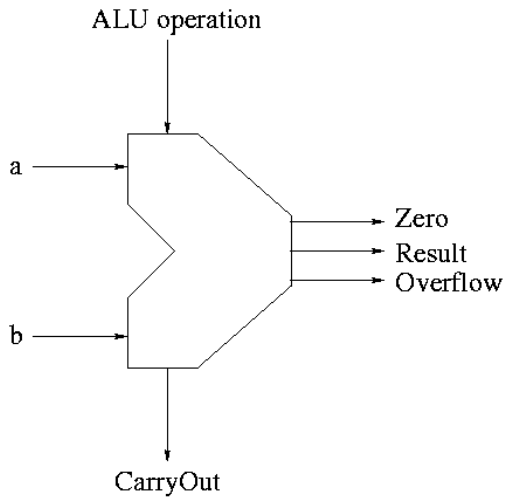 ALU operation
a
Zero
Result
Overflow
b
CarryOut